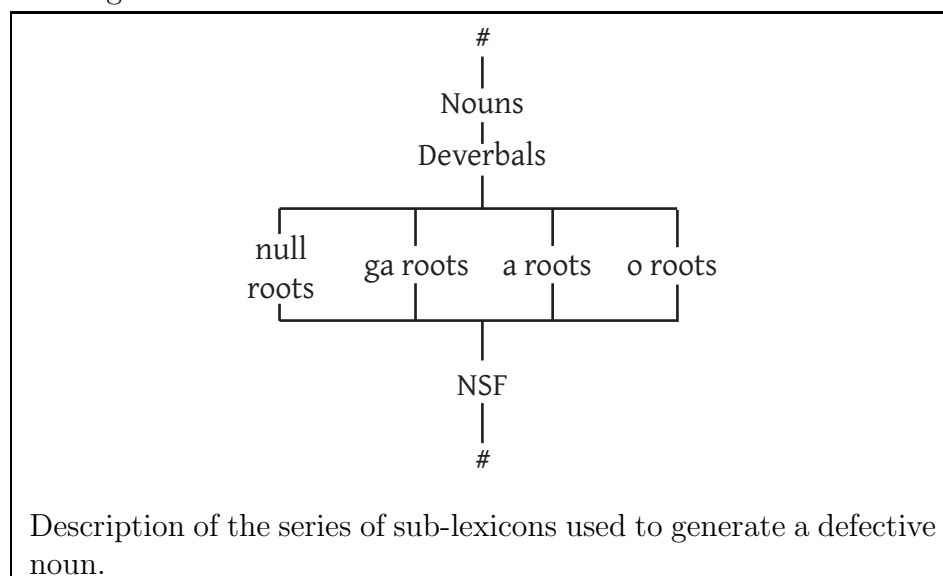 #
Nouns
Deverbals
null
roots
ga roots
a roots
o roots
NSF
#
Description of the series of sub-lexicons used to generate a defective
noun.